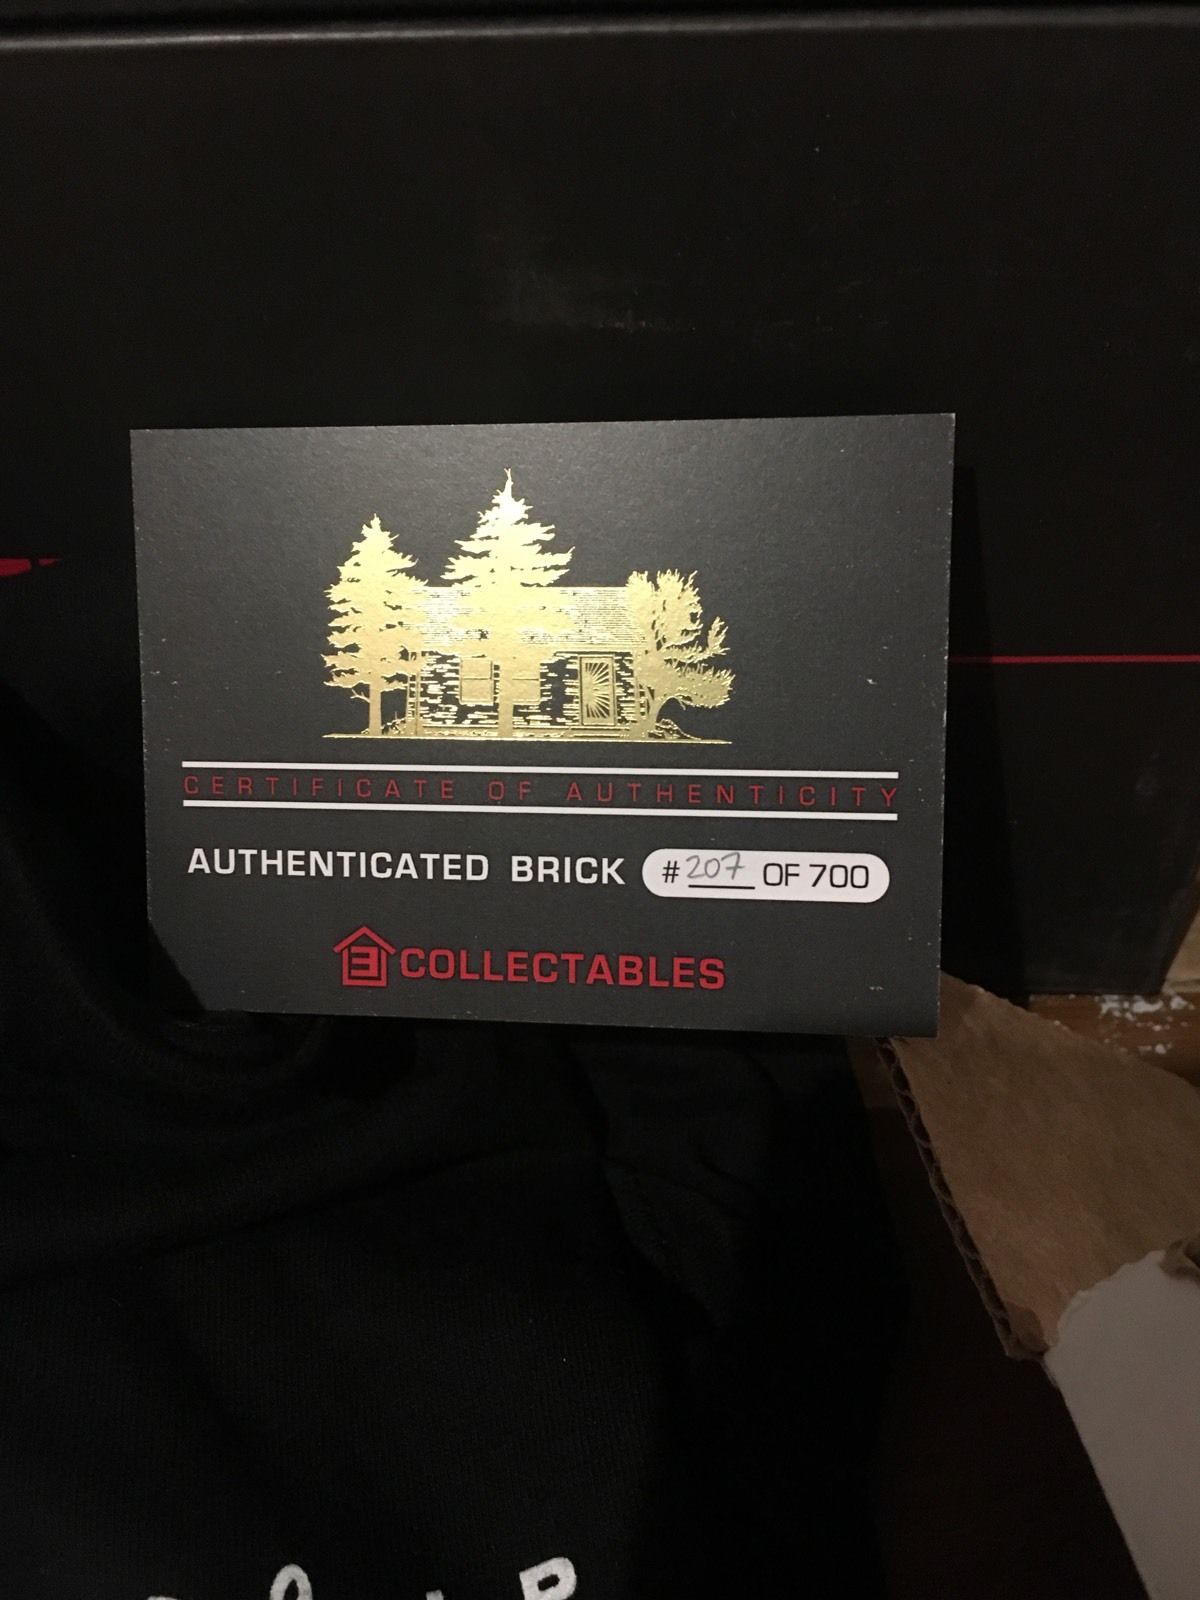 CERTIFICATE OF AUTHENTICITY
AUTHENTICATED BRICK #207 OF 700
E COLLECTABLES